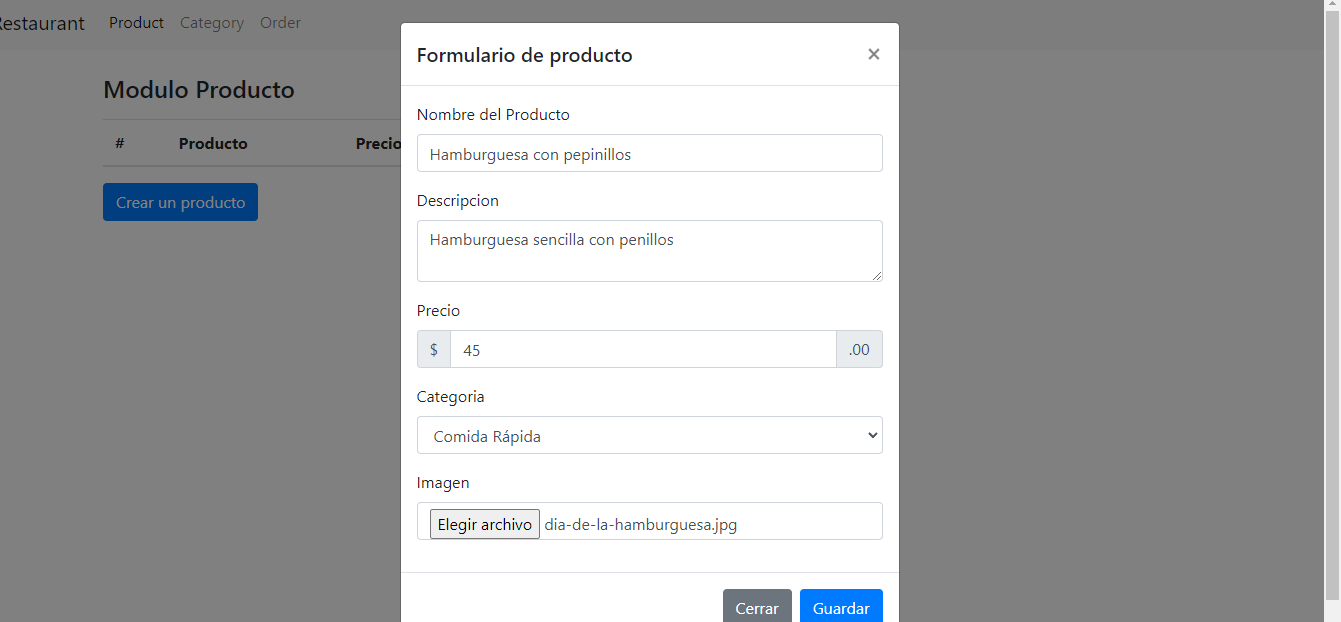 estaurant Product Category Order
Formulario de producto ×
Modulo Producto
# Producto Precio
Crear un producto
Nombre del Producto
Hamburguesa con pepinillos
Descripcion
Hamburguesa sencilla con penillos
Precio
$ 45 .00
Categoria
Comida Rápida
Imagen
Elegir archivo dia-de-la-hamburguesa.jpg
Cerrar Guardar